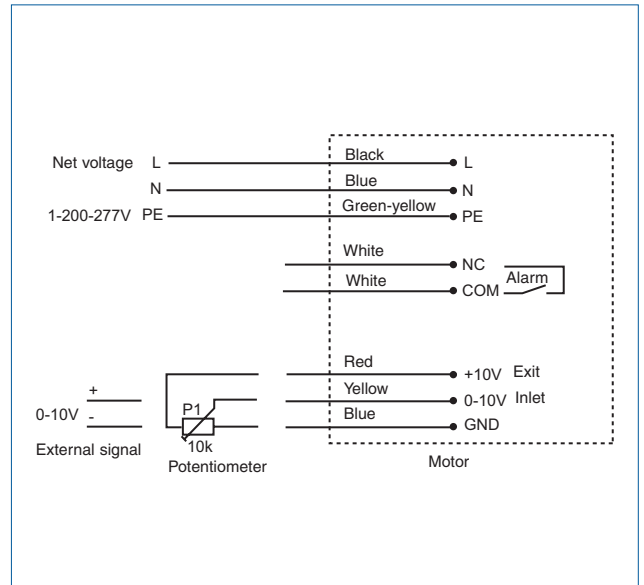 Net voltage L Black L
N Blue N
1-200-277V PE Green-yellow PE
White NC
Alarm
White COM
Red +10V Exit
+ Yellow 0-10V Inlet
0-10V - P1 Blue GND
10k
External signal Potentiometer
Motor